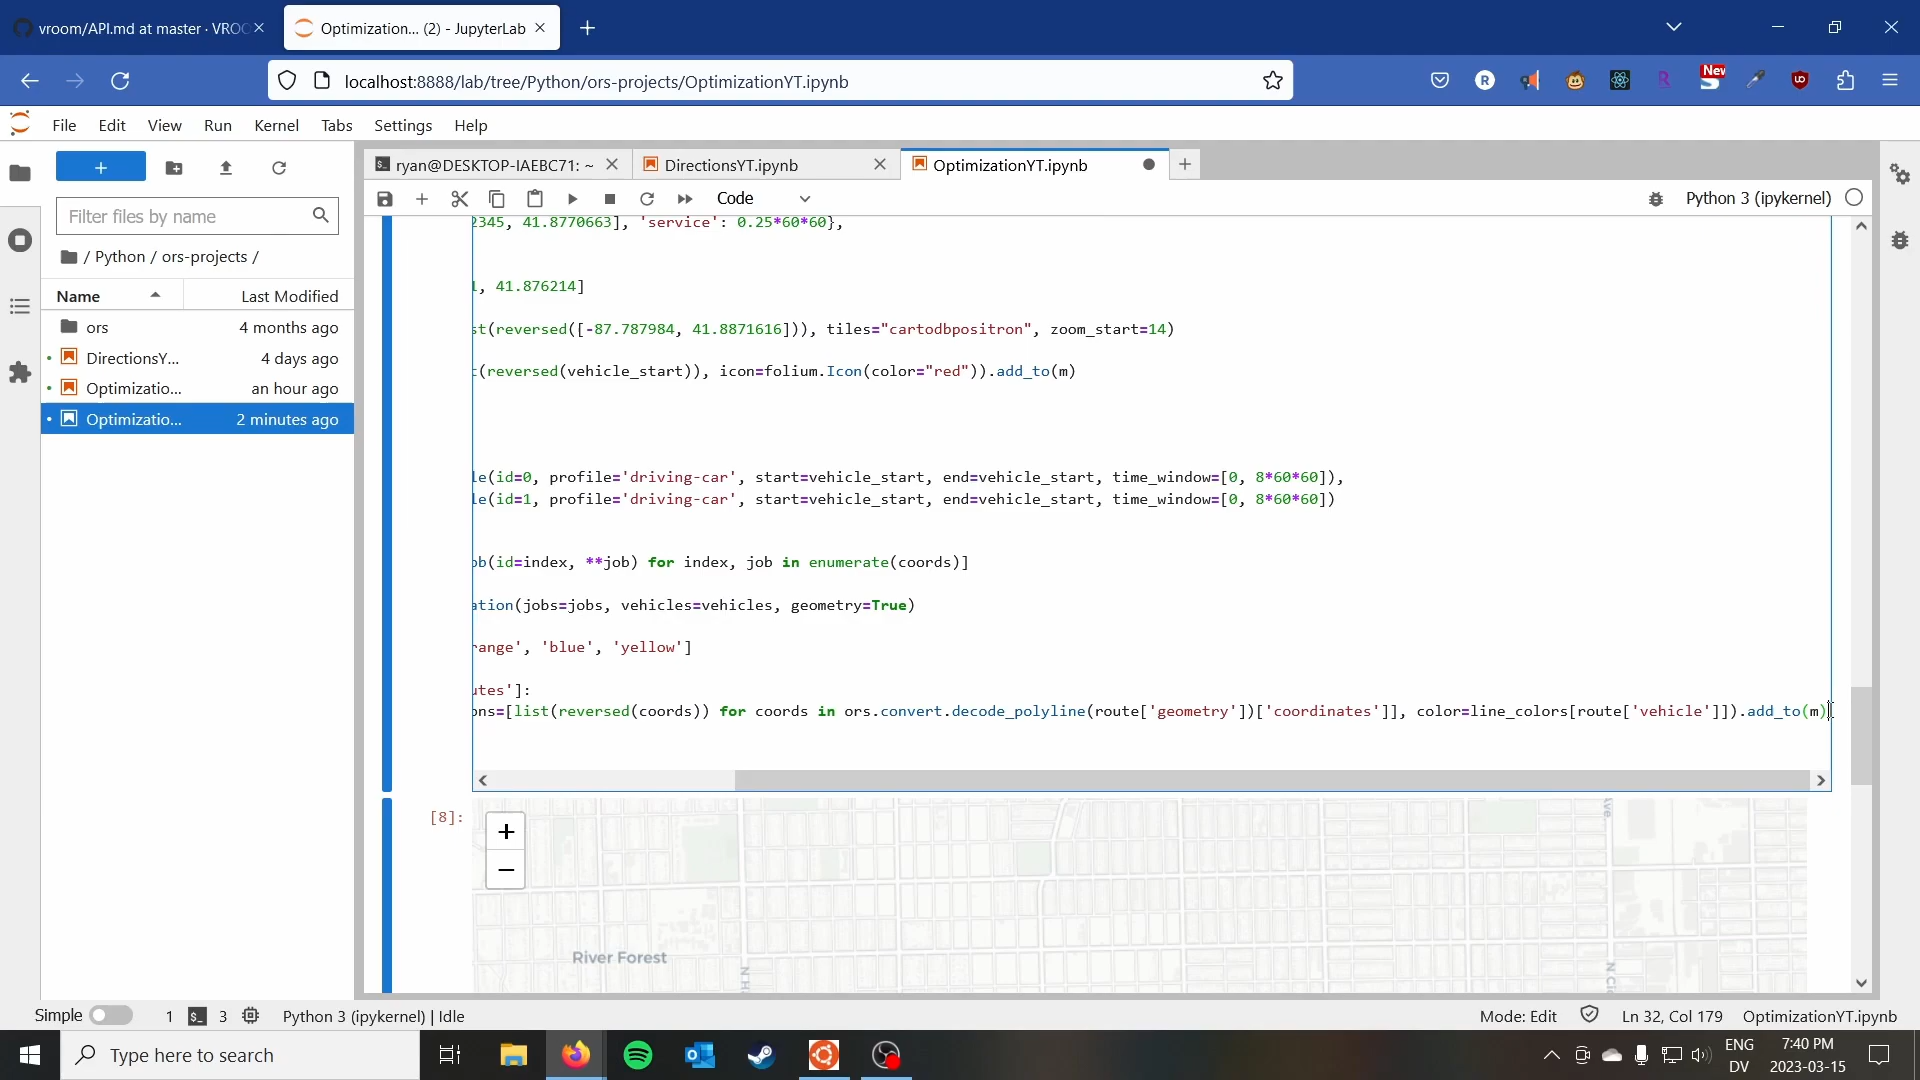 vroom/API.md at master · VROO
Optimization... (2) - JupyterLab
localhost:8888/lab/tree/Python/ors-projects/OptimizationYT.ipynb
New
File Edit View Run Kernel Tabs Settings Help
ryan@DESKTOP-IAEBC71: ~
DirectionsYT.ipynb
OptimizationYT.ipynb
Filter files by name
/ Python / ors-projects /
Name Last Modified
ors 4 months ago
DirectionsY... 4 days ago
Optimizatio... an hour ago
Optimizatio... 2 minutes ago
Code
Python 3 (ipykernel)
2345, 41.8770663], 'service': 0.25*60*60},
, 41.876214]
st(reversed([-87.787984, 41.8871616])), tiles="cartodbpositron", zoom_start=14)
t(reversed(vehicle_start)), icon=folium.Icon(color="red")).add_to(m)
le(id=0, profile='driving-car', start=vehicle_start, end=vehicle_start, time_window=[0, 8*60*60]),
le(id=1, profile='driving-car', start=vehicle_start, end=vehicle_start, time_window=[0, 8*60*60])
ob(id=index, **job) for index, job in enumerate(coords)]
ation(jobs=jobs, vehicles=vehicles, geometry=True)
range', 'blue', 'yellow']
utes']:
ons=[list(reversed(coords)) for coords in ors.convert.decode_polyline(route['geometry'])['coordinates']], color=line_colors[route['vehicle']]).add_to(m)
[8]:
+
−
River Forest
Simple 1 3 Python 3 (ipykernel) | Idle
Mode: Edit Ln 32, Col 179 OptimizationYT.ipynb
Type here to search
ENG
DV
7:40 PM
2023-03-15